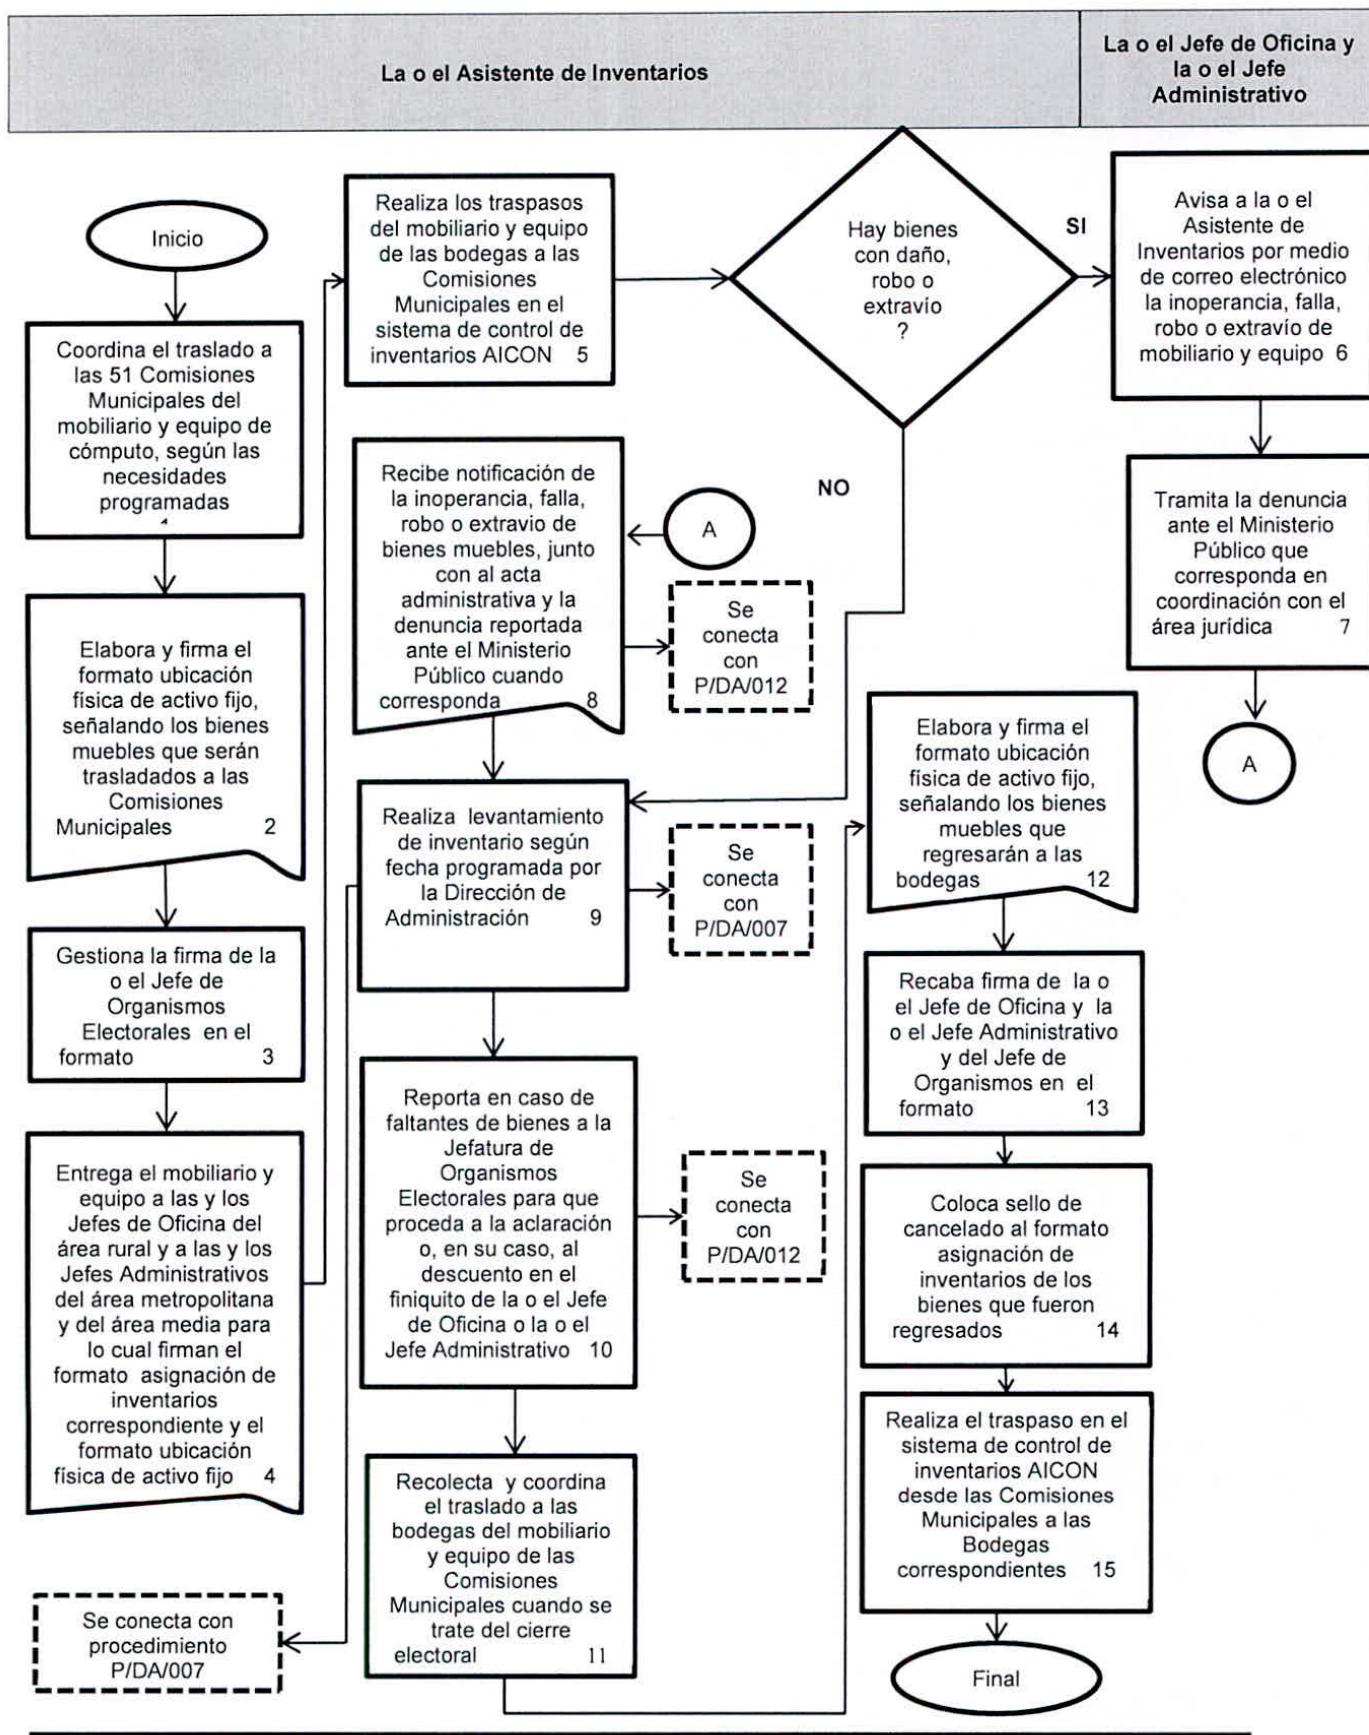 La o el Asistente de Inventarios
La o el Jefe de Oficina y
la o el Jefe
Administrativo
Inicio
Coordina el traslado a
las 51 Comisiones
Municipales del
mobiliario y equipo de
cómputo, según las
necesidades
programadas
Elabora y firma el
formato ubicación
física de activo fijo,
señalando los bienes
muebles que serán
trasladados a las
Comisiones
Municipales 2
Gestiona la firma de la
o el Jefe de
Organismos
Electorales en el
formato 3
Entrega el mobiliario y
equipo a las y los
Jefes de Oficina del
área rural y a las y los
Jefes Administrativos
del área metropolitana
y del área media para
lo cual firman el
formato asignación de
inventarios
correspondiente y el
formato ubicación
física de activo fijo 4
Se conecta con
procedimiento
P/DA/007
Realiza los traspasos
del mobiliario y equipo
de las bodegas a las
Comisiones
Municipales en el
sistema de control de
inventarios AICON 5
Hay bienes
con daño,
robo o
extravío
?
SI
NO
Avisa a la o el
Asistente de
Inventarios por medio
de correo electrónico
la inoperancia, falla,
robo o extravío de
mobiliario y equipo 6
Tramita la denuncia
ante el Ministerio
Público que
corresponda en
coordinación con el
área jurídica 7
A
A
Recibe notificación de
la inoperancia, falla,
robo o extravio de
bienes muebles, junto
con al acta
administrativa y la
denuncia reportada
ante el Ministerio
Público cuando
corresponda 8
Se
conecta
con
P/DA/012
Realiza levantamiento
de inventario según
fecha programada por
la Dirección de
Administración 9
Se
conecta
con
P/DA/007
Reporta en caso de
faltantes de bienes a la
Jefatura de
Organismos
Electorales para que
proceda a la aclaración
o, en su caso, al
descuento en el
finiquito de la o el Jefe
de Oficina o la o el
Jefe Administrativo 10
Se
conecta
con
P/DA/012
Recolecta y coordina
el traslado a las
bodegas del mobiliario
y equipo de las
Comisiones
Municipales cuando se
trate del cierre
electoral 11
Elabora y firma el
formato ubicación
física de activo fijo,
señalando los bienes
muebles que
regresarán a las
bodegas 12
Recaba firma de la o
el Jefe de Oficina y la
o el Jefe Administrativo
y del Jefe de
Organismos en el
formato 13
Coloca sello de
cancelado al formato
asignación de
inventarios de los
bienes que fueron
regresados 14
Realiza el traspaso en el
sistema de control de
inventarios AICON
desde las Comisiones
Municipales a las
Bodegas
correspondientes 15
Final